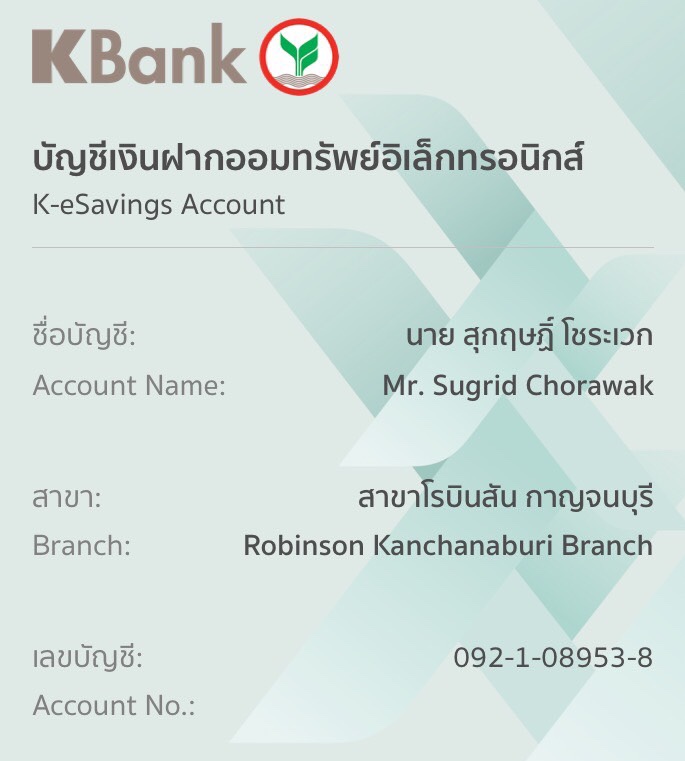 KBank
บัญชีเงินฝากออมทรัพย์อิเล็กทรอนิกส์
K-eSavings Account
ชื่อบัญชี: นาย สุกฤษฏิ์ โชระเวก
Account Name: Mr. Sugrid Chorawak
สาขา: สาขาโรบินสัน กาญจนบุรี
Branch: Robinson Kanchanaburi Branch
เลขบัญชี: 092-1-08953-8
Account No.: